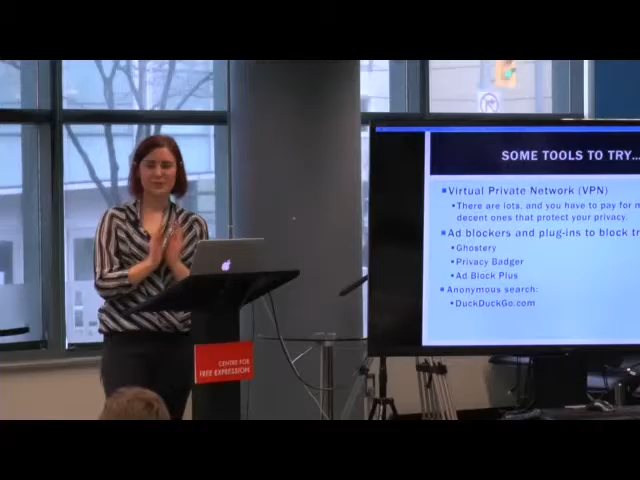 SOME TOOLS TO TRY...
Virtual Private Network (VPN)
There are lots, and you have to pay for
decent ones that protect your privacy.
Ad blockers and plug-ins to block
Ghostery
Privacy Badger
Ad Block Plus
Anonymous search:
DuckDuckGo.com
CENTRE FOR
FREE EXPRESSION